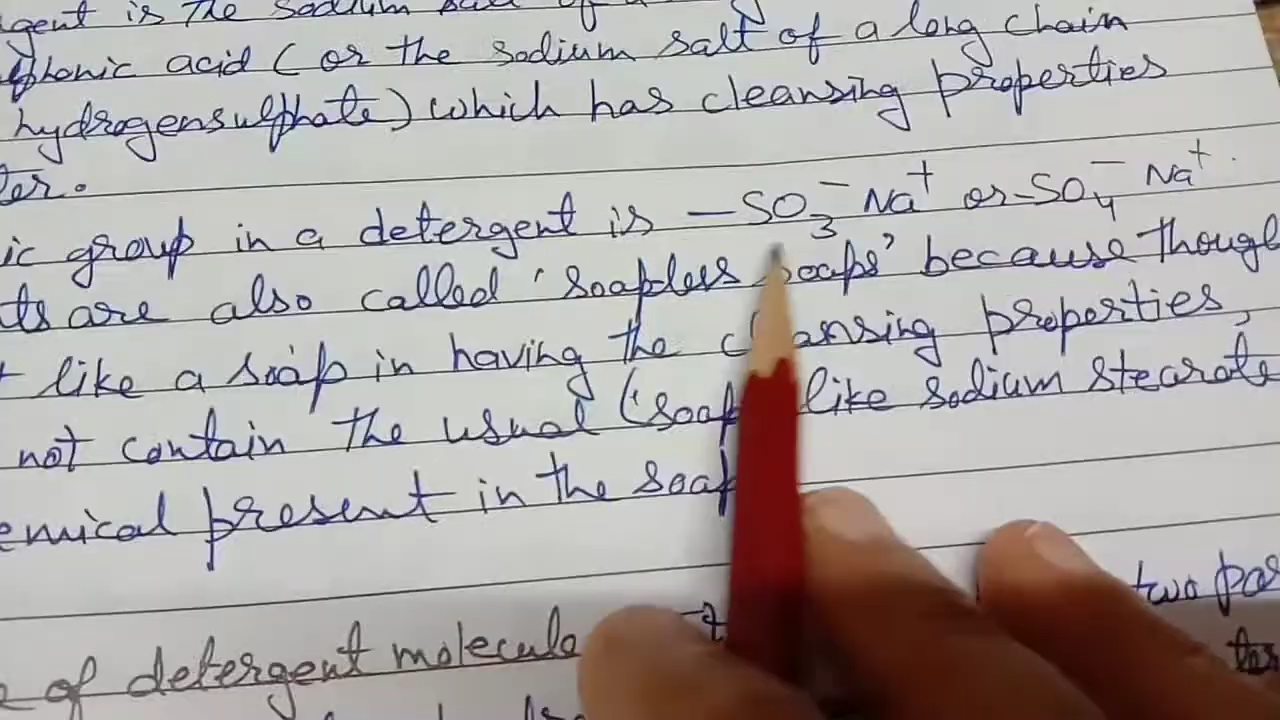 gent is the sodium salt of a
phonic acid (or the sodium salt of a long chain
hydrogensulphate) which has cleansing properties
ter.
ic group in a detergent is -SO₃⁻ Na⁺ or -SO₄⁻ Na⁺.
ts are also called 'soapless soaps' because though
t like a soap in having the cleansing properties,
not contain the usual (soap like sodium stearate
emical present in the soap
two par
e of detergent molecule